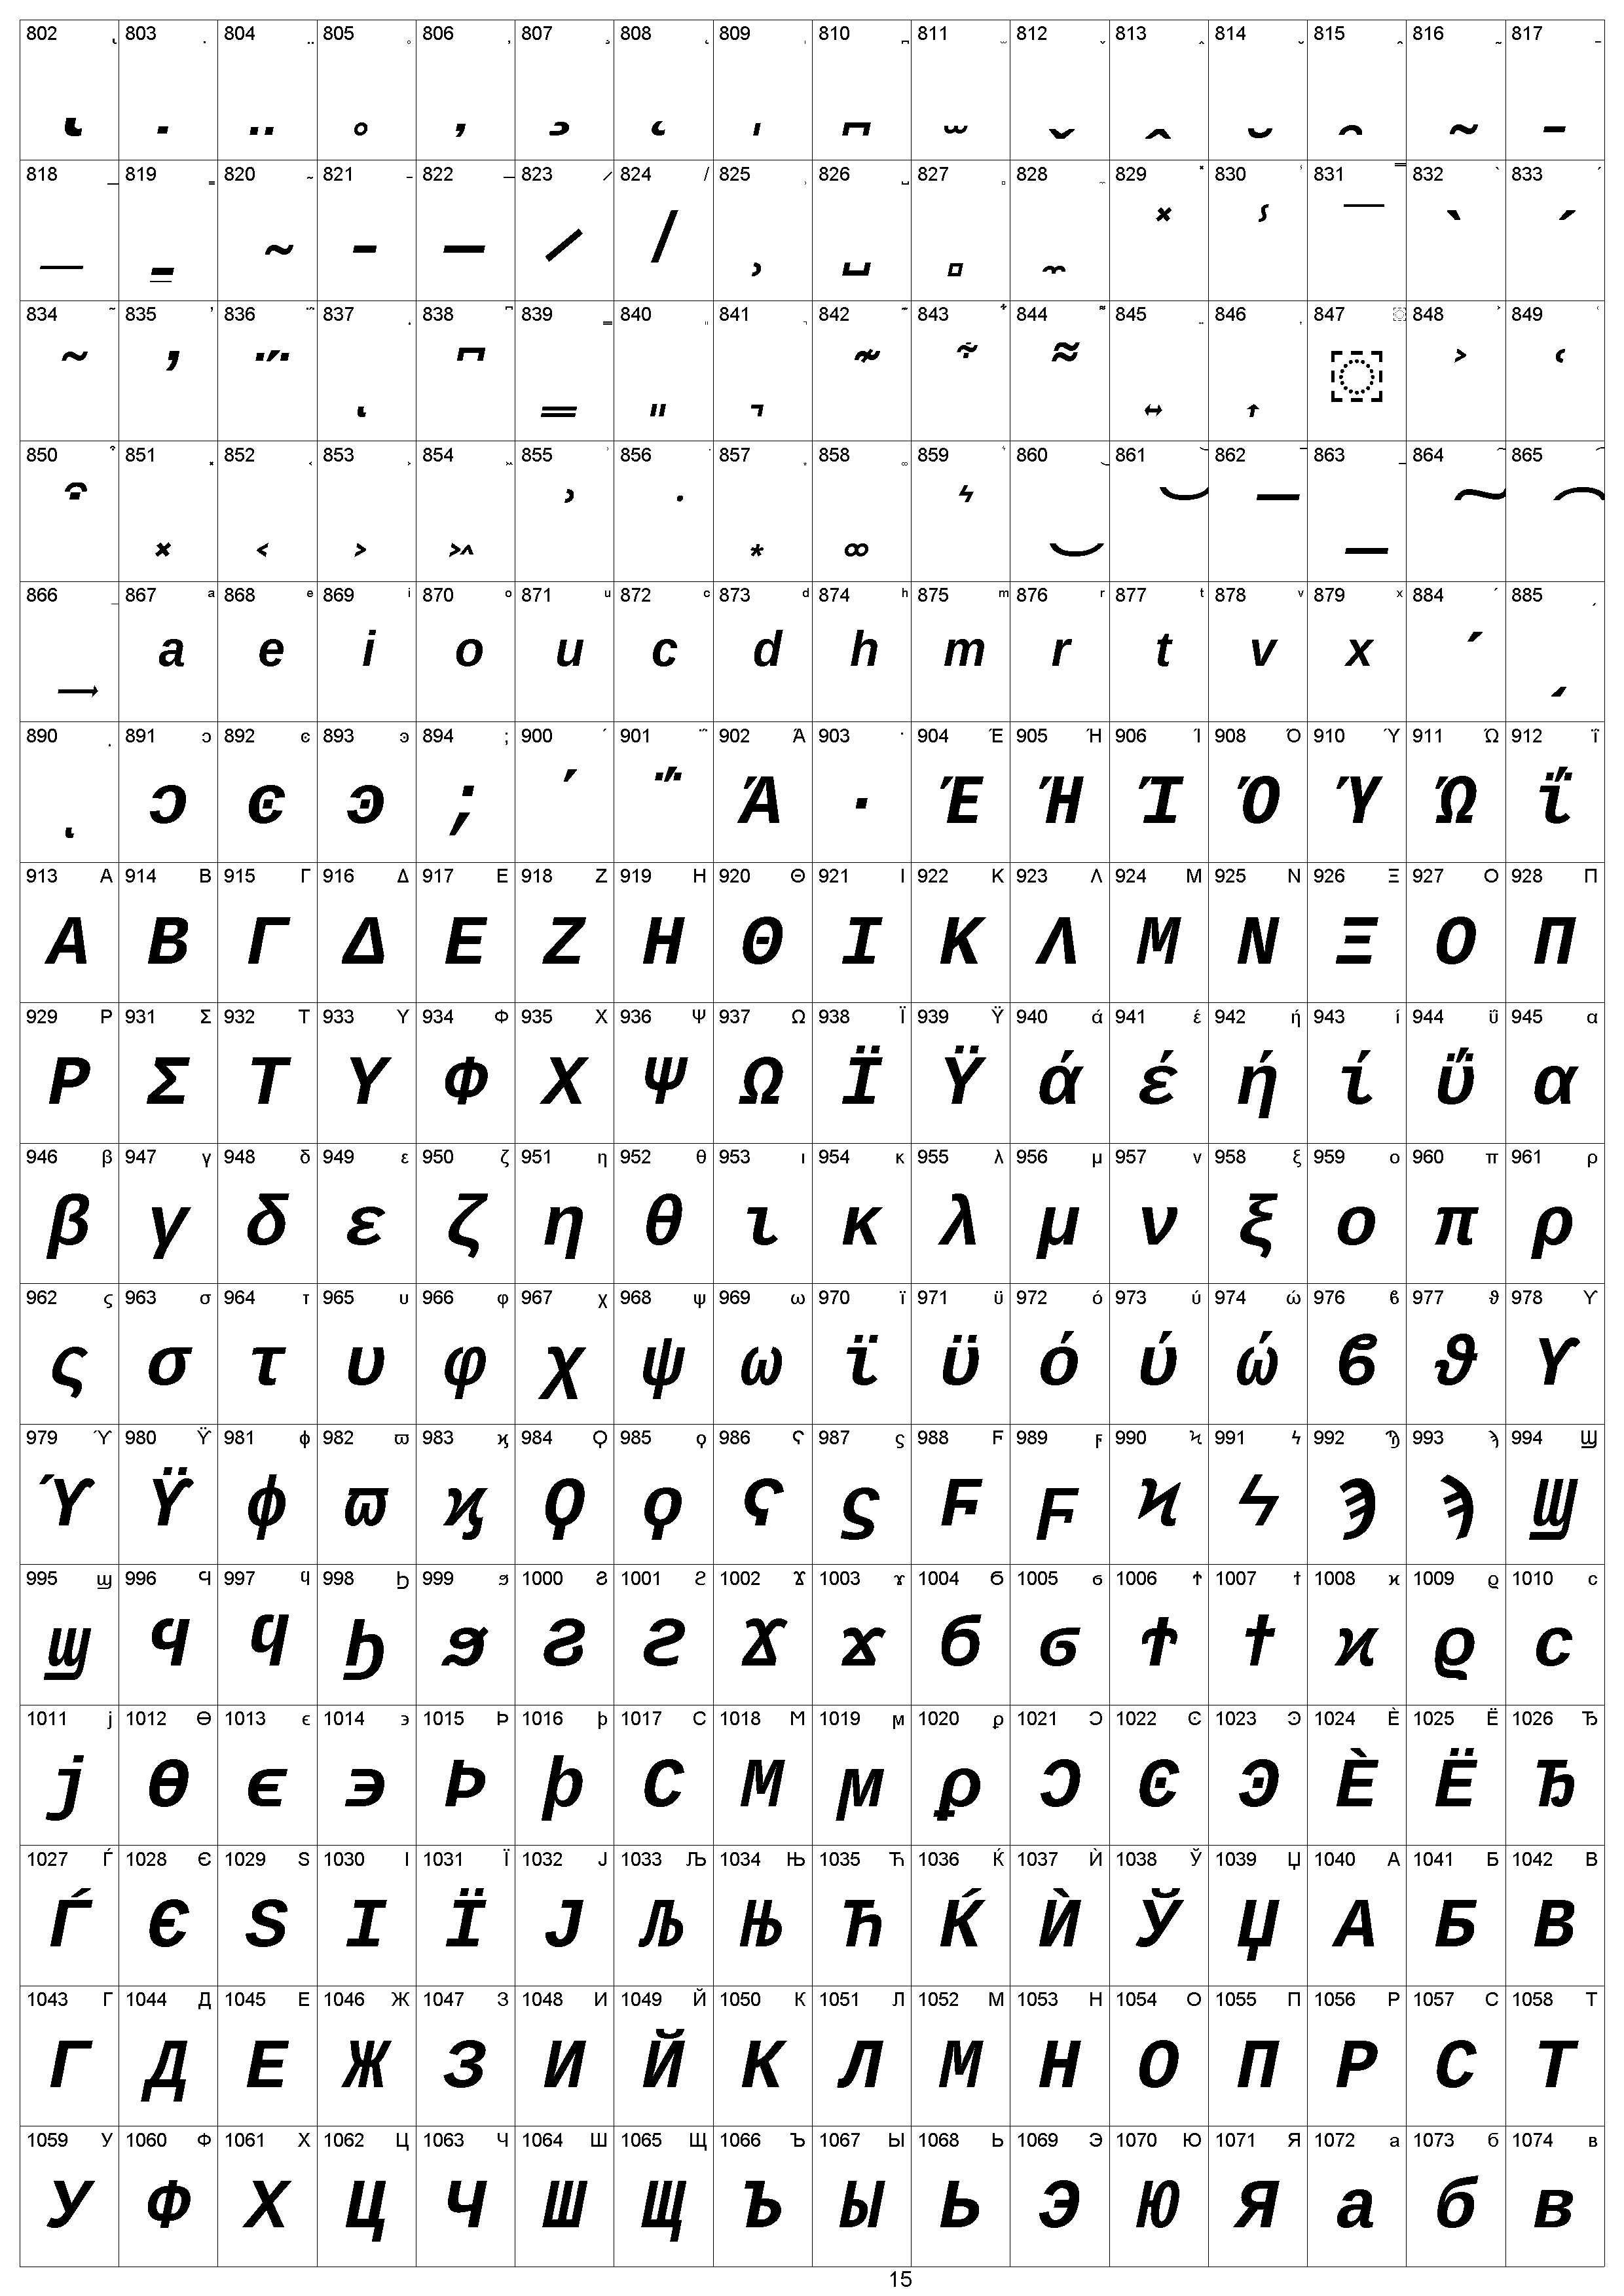 802 803 804 805 806 807 808 809 810 811 812 813 814 815 816 817
818 819 820 821 822 823 824 825 826 827 828 829 830 831 832 833
834 835 836 837 838 839 840 841 842 843 844 845 846 847 848 849
850 851 852 853 854 855 856 857 858 859 860 861 862 863 864 865
866 867 a 868 e 869 i 870 o 871 u 872 c 873 d 874 h 875 m 876 r 877 t 878 v 879 x 884 ʹ 885 ͵
a e i o u c d h m r t v x ʹ ͵
890 ͺ 891 ͻ 892 ͼ 893 ͽ 894 ; 900 ΄ 901 ΅ 902 Ά 903 · 904 Έ 905 Ή 906 Ί 908 Ό 910 Ύ 911 Ώ 912 ΐ
ͺ ͻ ͼ ͽ ; ΄ ΅ Ά · Έ Ή Ί Ό Ύ Ώ ΐ
913 Α 914 Β 915 Γ 916 Δ 917 Ε 918 Ζ 919 Η 920 Θ 921 Ι 922 Κ 923 Λ 924 Μ 925 Ν 926 Ξ 927 Ο 928 Π
Α Β Γ Δ Ε Ζ Η Θ Ι Κ Λ Μ Ν Ξ Ο Π
929 Ρ 931 Σ 932 Τ 933 Υ 934 Φ 935 Χ 936 Ψ 937 Ω 938 Ϊ 939 Ϋ 940 ά 941 έ 942 ή 943 ί 944 ΰ 945 α
Ρ Σ Τ Υ Φ Χ Ψ Ω Ϊ Ϋ ά έ ή ί ΰ α
946 β 947 γ 948 δ 949 ε 950 ζ 951 η 952 θ 953 ι 954 κ 955 λ 956 μ 957 ν 958 ξ 959 ο 960 π 961 ρ
β γ δ ε ζ η θ ι κ λ μ ν ξ ο π ρ
962 ς 963 σ 964 τ 965 υ 966 φ 967 χ 968 ψ 969 ω 970 ϊ 971 ϋ 972 ό 973 ύ 974 ώ 976 ϐ 977 ϑ 978 ϒ
ς σ τ υ φ χ ψ ω ϊ ϋ ό ύ ώ ϐ ϑ ϒ
979 ϓ 980 ϔ 981 ϕ 982 ϖ 983 ϗ 984 Ϙ 985 ϙ 986 Ϛ 987 ϛ 988 Ϝ 989 ϝ 990 Ϟ 991 ϟ 992 Ϡ 993 ϡ 994 Ϣ
ϓ ϔ ϕ ϖ ϗ Ϙ ϙ Ϛ ϛ Ϝ ϝ Ϟ ϟ Ϡ ϡ Ϣ
995 ϣ 996 Ϥ 997 ϥ 998 Ϧ 999 ϧ 1000 Ϩ 1001 ϩ 1002 Ϫ 1003 ϫ 1004 Ϭ 1005 ϭ 1006 Ϯ 1007 ϯ 1008 ϰ 1009 ϱ 1010 ϲ
ϣ Ϥ ϥ Ϧ ϧ Ϩ ϩ Ϫ ϫ Ϭ ϭ Ϯ ϯ ϰ ϱ ϲ
1011 ϳ 1012 ϴ 1013 ϵ 1014 ϶ 1015 Ϸ 1016 ϸ 1017 Ϲ 1018 Ϻ 1019 ϻ 1020 ϼ 1021 Ͻ 1022 Ͼ 1023 Ͽ 1024 Ѐ 1025 Ё 1026 Ђ
ϳ ϴ ϵ ϶ Ϸ ϸ Ϲ Ϻ ϻ ϼ Ͻ Ͼ Ͽ Ѐ Ё Ђ
1027 Ѓ 1028 Є 1029 Ѕ 1030 І 1031 Ї 1032 Ј 1033 Љ 1034 Њ 1035 Ћ 1036 Ќ 1037 Ѝ 1038 Ў 1039 Џ 1040 А 1041 Б 1042 В
Ѓ Є Ѕ І Ї Ј Љ Њ Ћ Ќ Ѝ Ў Џ А Б В
1043 Г 1044 Д 1045 Е 1046 Ж 1047 З 1048 И 1049 Й 1050 К 1051 Л 1052 М 1053 Н 1054 О 1055 П 1056 Р 1057 С 1058 Т
Г Д Е Ж З И Й К Л М Н О П Р С Т
1059 У 1060 Ф 1061 Х 1062 Ц 1063 Ч 1064 Ш 1065 Щ 1066 Ъ 1067 Ы 1068 Ь 1069 Э 1070 Ю 1071 Я 1072 а 1073 б 1074 в
У Ф Х Ц Ч Ш Щ Ъ Ы Ь Э Ю Я а б в
15